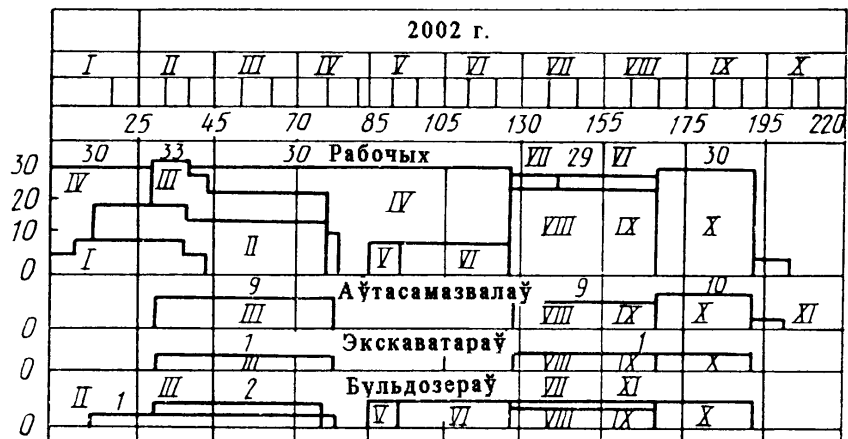 2002 г.
I II III IV V VI VII VIII IX X
25 45 70 85 105 130 155 175 195 220
30 33 30 Рабочых VII 29 VI 30
30 IV III
20 IV VIII IX X
10 I II V VI
0
9 Аўтасамазвалаў 9 10
0 III VIII IX X XI
1 Экскаватараў 1
0 III VIII IX X
Бульдозераў
II 1 III 2 VII XI
0 V VI VIII IX X